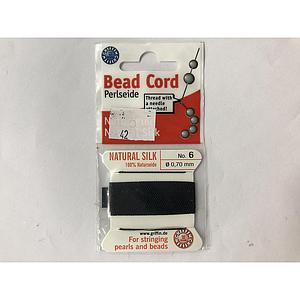 GRIFFIN
Bead Cord
Perlseide
Thread with
a needle
attached!
42
NATURAL SILK
100% Naturseide
No. 6
Ø 0,70 mm
www.griffin.de
For stringing
pearls and beads